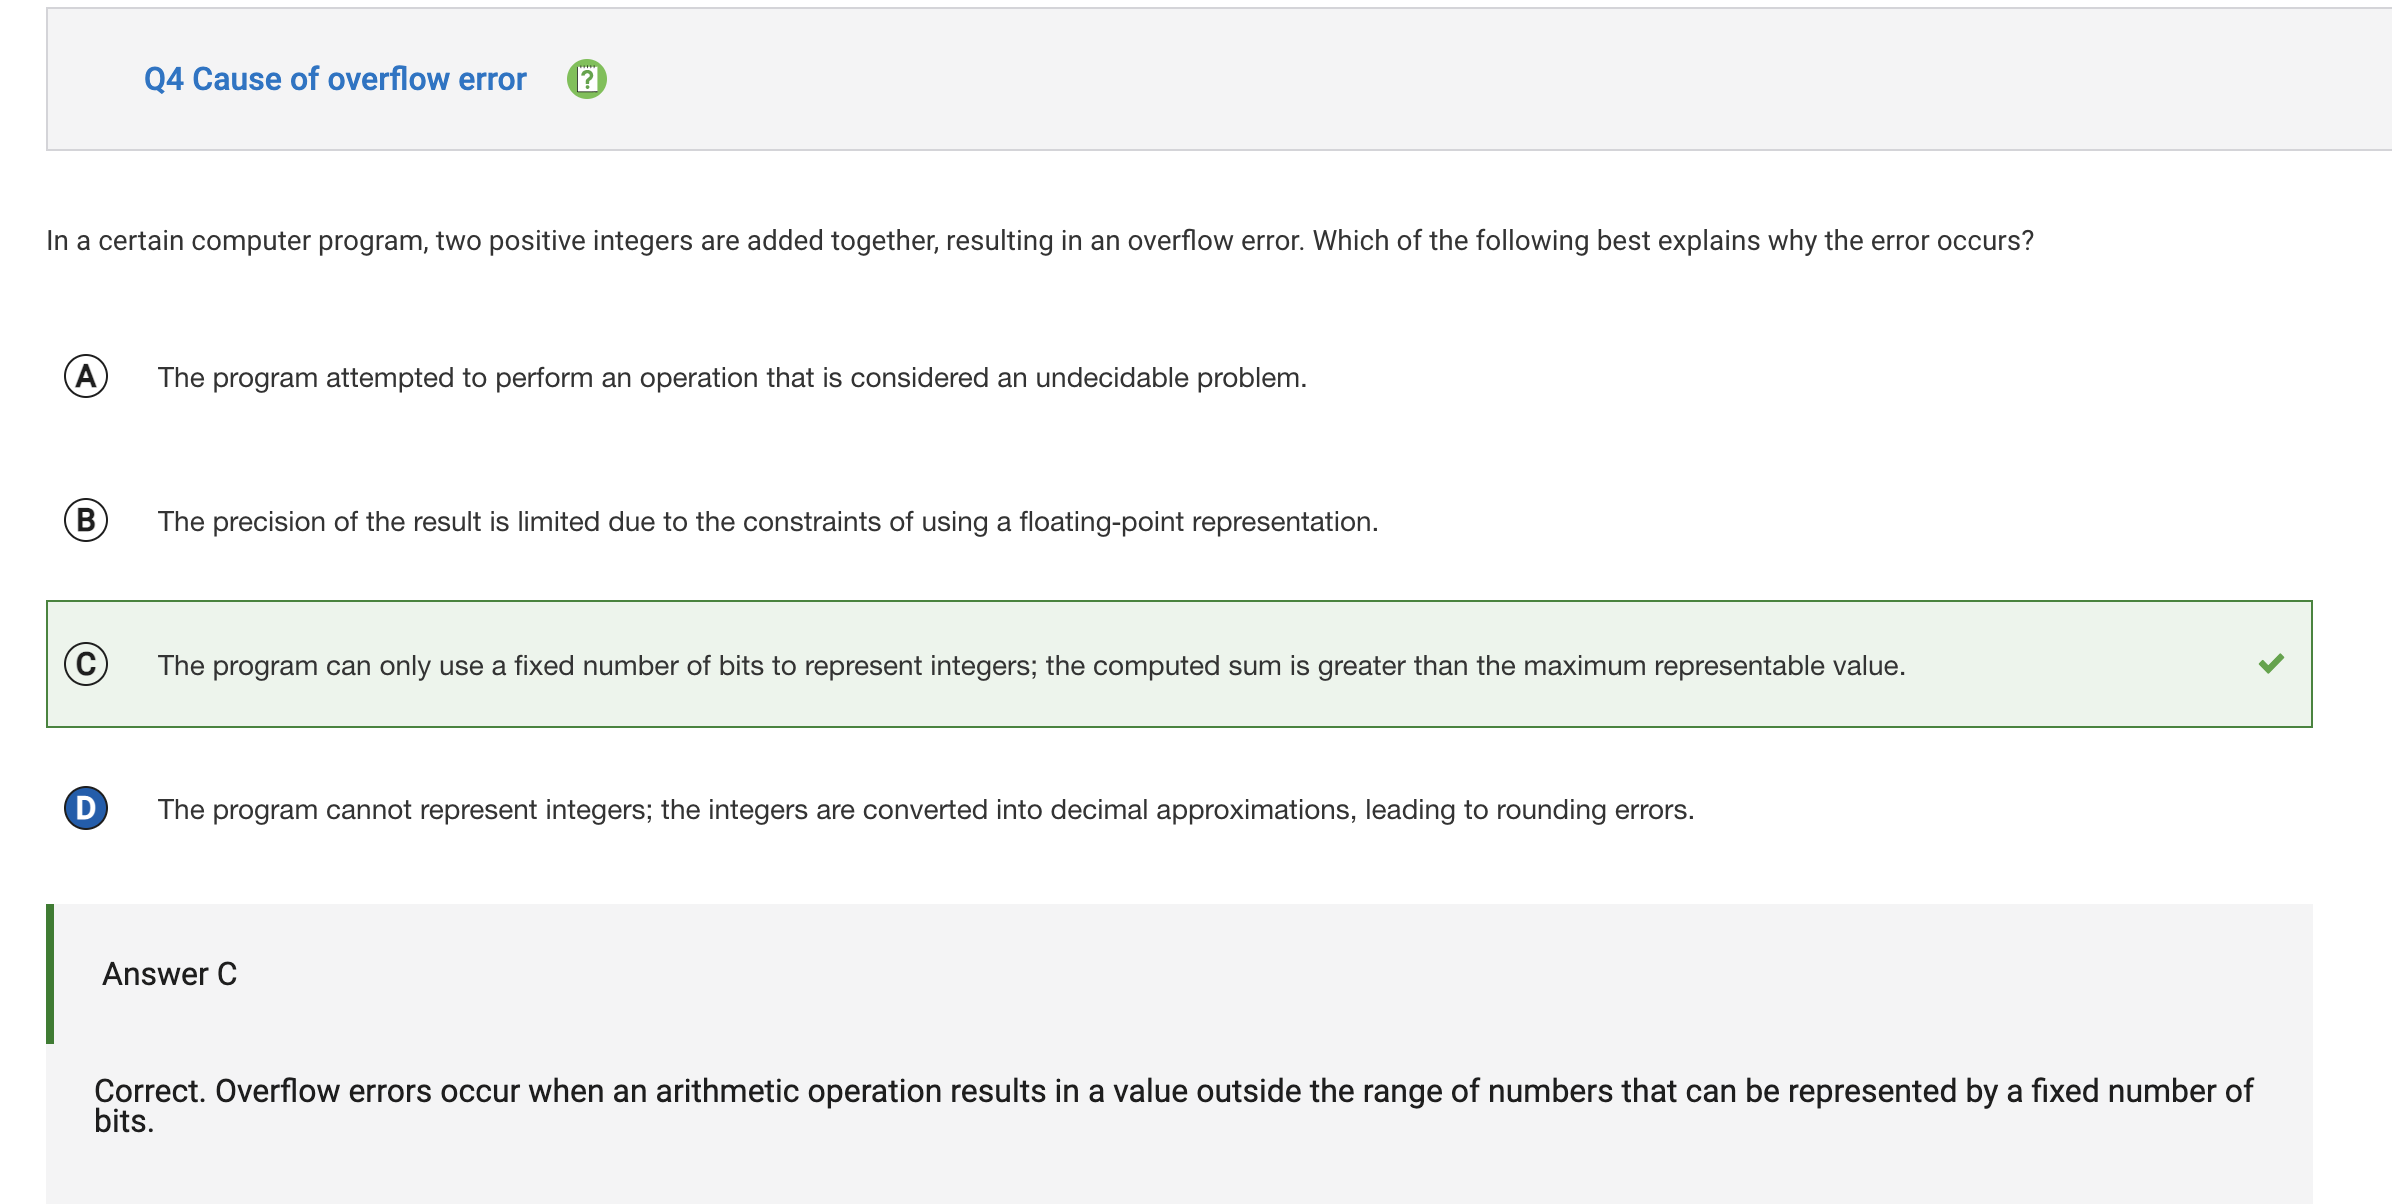 Q4 Cause of overflow error ?
In a certain computer program, two positive integers are added together, resulting in an overflow error. Which of the following best explains why the error occurs?
A The program attempted to perform an operation that is considered an undecidable problem.
B The precision of the result is limited due to the constraints of using a floating-point representation.
C The program can only use a fixed number of bits to represent integers; the computed sum is greater than the maximum representable value.
D The program cannot represent integers; the integers are converted into decimal approximations, leading to rounding errors.
Answer C
Correct. Overflow errors occur when an arithmetic operation results in a value outside the range of numbers that can be represented by a fixed number of
bits.